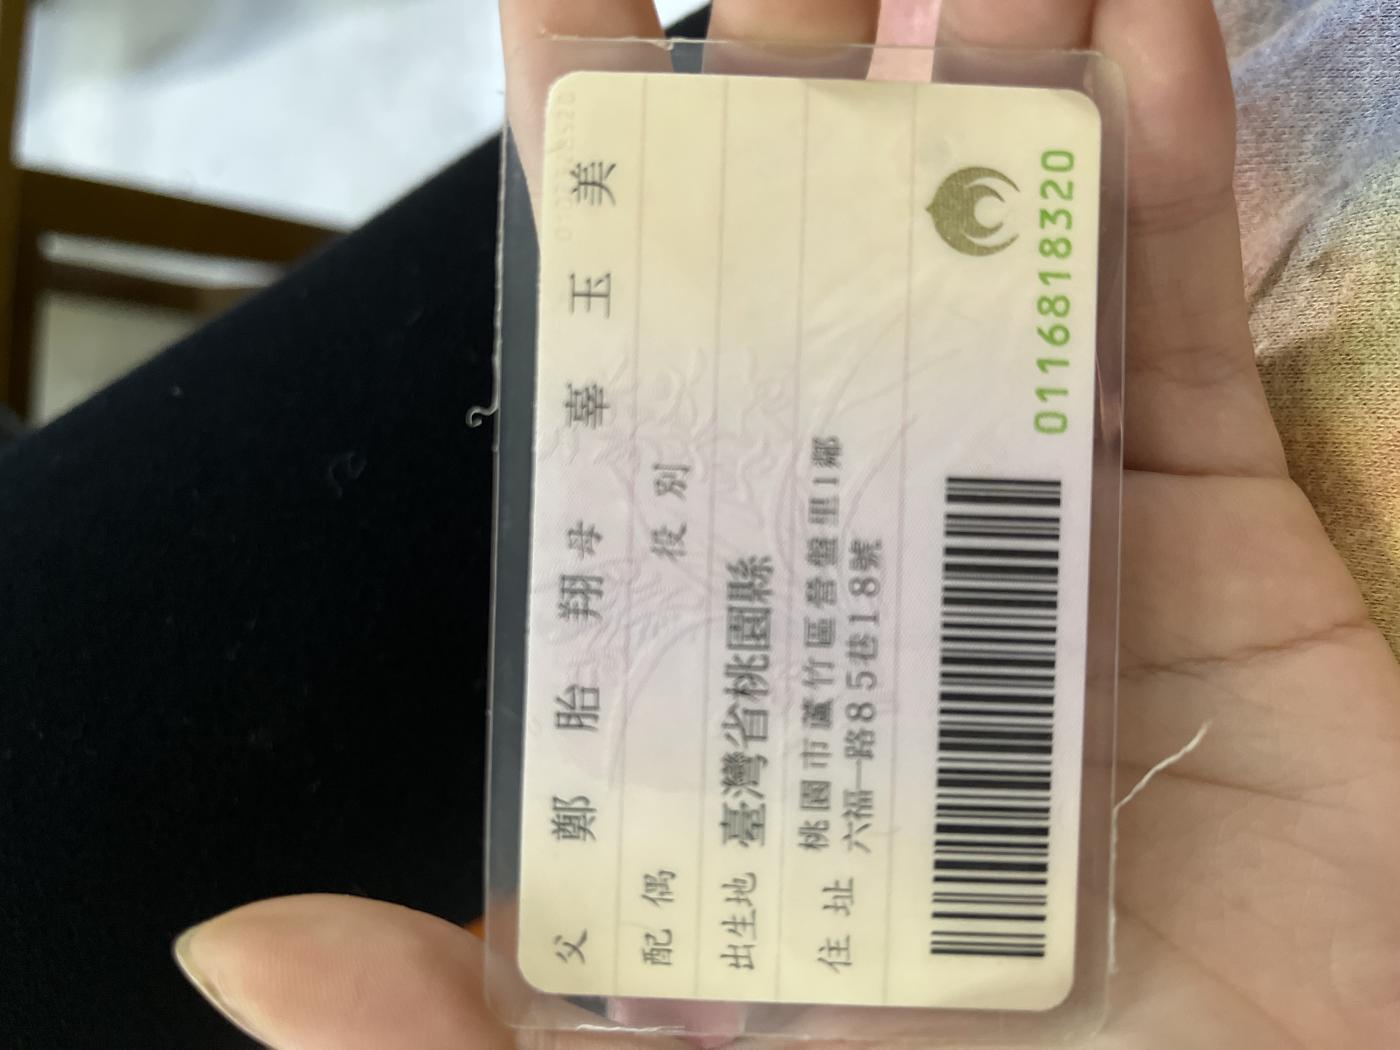 父 鄭胎翔 母 辜玉美
配偶 役別
出生地 臺灣省桃園縣
住址 桃園市蘆竹區營盤里1鄰
六福一路85巷118號
0116818320